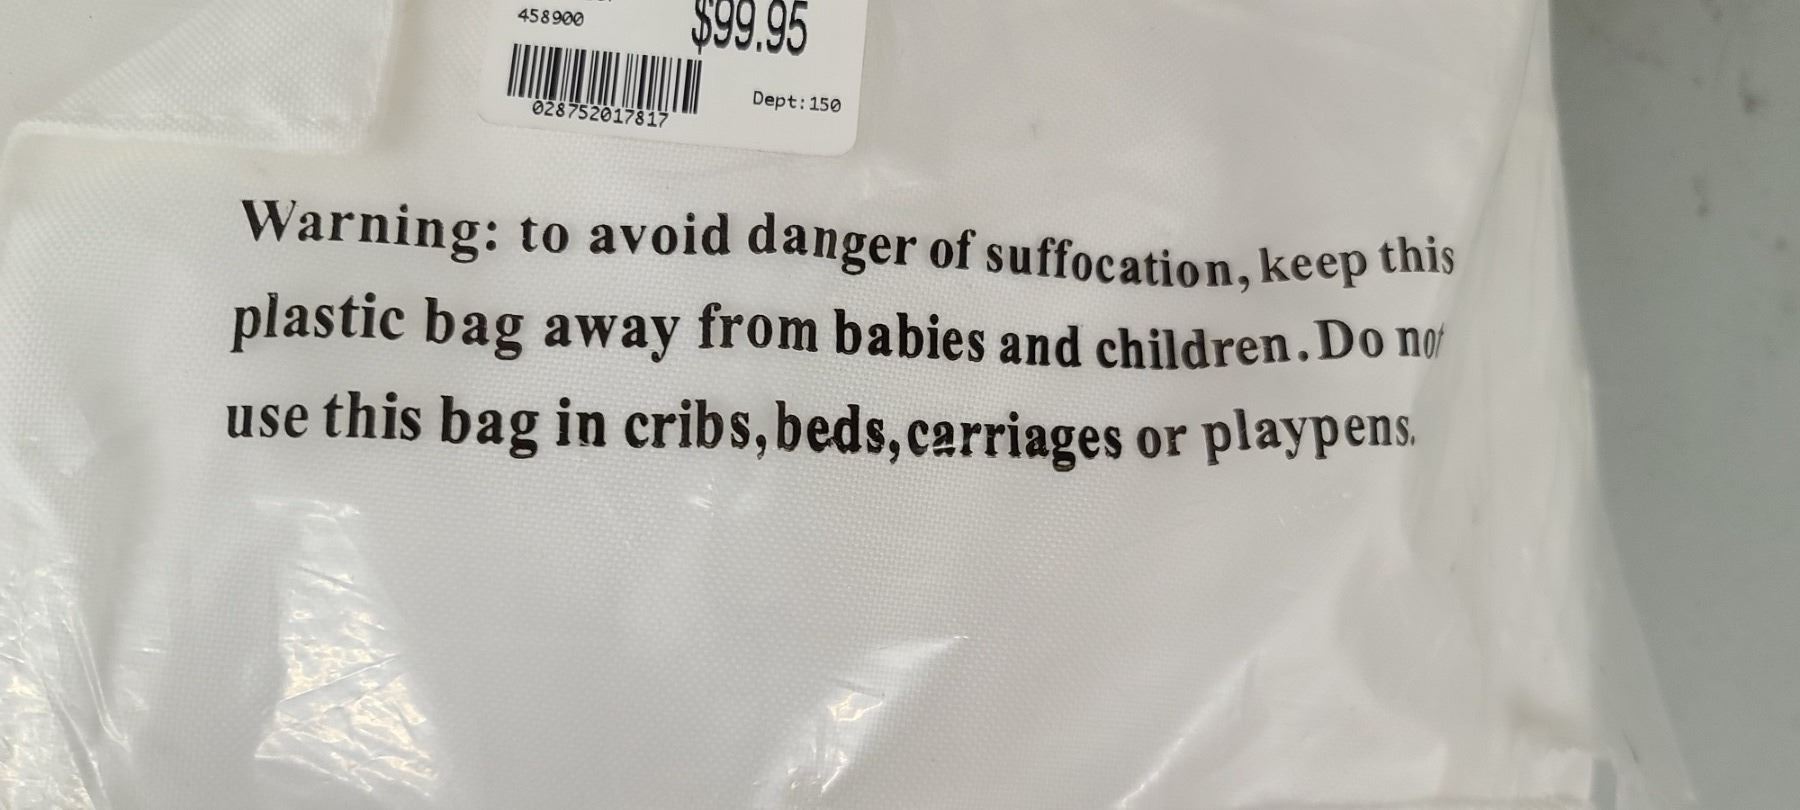 458900
$99.95
028752017817
Dept:150
Warning: to avoid danger of suffocation, keep this
plastic bag away from babies and children. Do not
use this bag in cribs, beds, carriages or playpens.